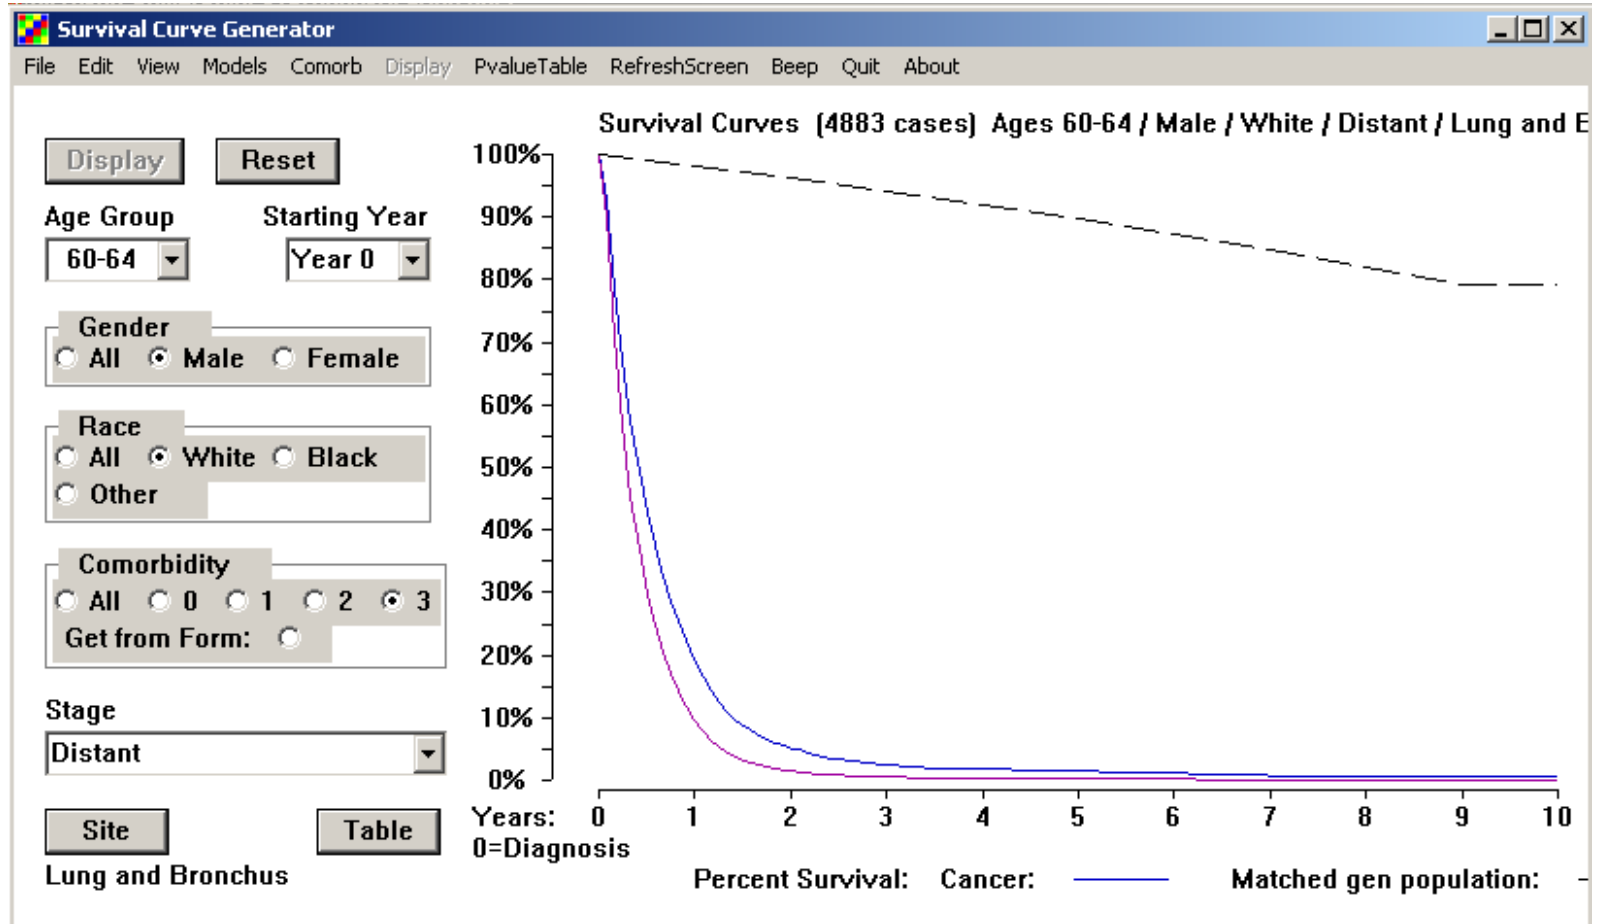 Survival Curve Generator
File Edit View Models Comorb Display PvalueTable RefreshScreen Beep Quit About
Survival Curves (4883 cases) Ages 60-64 / Male / White / Distant / Lung and
Display Reset
Age Group Starting Year
60-64 Year 0
Gender
All Male Female
Race
All White Black
Other
Comorbidity
All 0 1 2 3
Get from Form:
Stage
Distant
Site Table
Lung and Bronchus
100%
90%
80%
70%
60%
50%
40%
30%
20%
10%
0%
Years: 0 1 2 3 4 5 6 7 8 9 10
0=Diagnosis
Percent Survival: Cancer: Matched gen population: